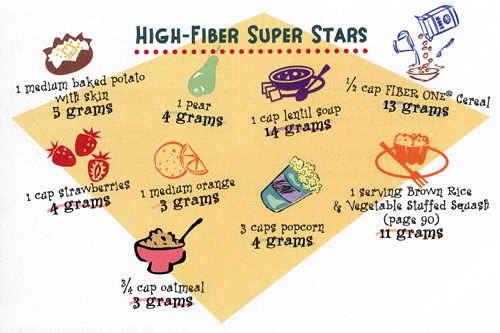 HIGH-FIBER SUPER STARS
1 medium baked potato
with skin
5 grams
1 pear
4 grams
1 cup lentil soup
14 grams
1/2 cup FIBER ONE® Cereal
13 grams
1 cup strawberries
4 grams
1 medium orange
3 grams
3 cups popcorn
4 grams
1 serving Brown Rice
& Vegetable Stuffed Squash
(page 90)
11 grams
3/4 cup oatmeal
3 grams